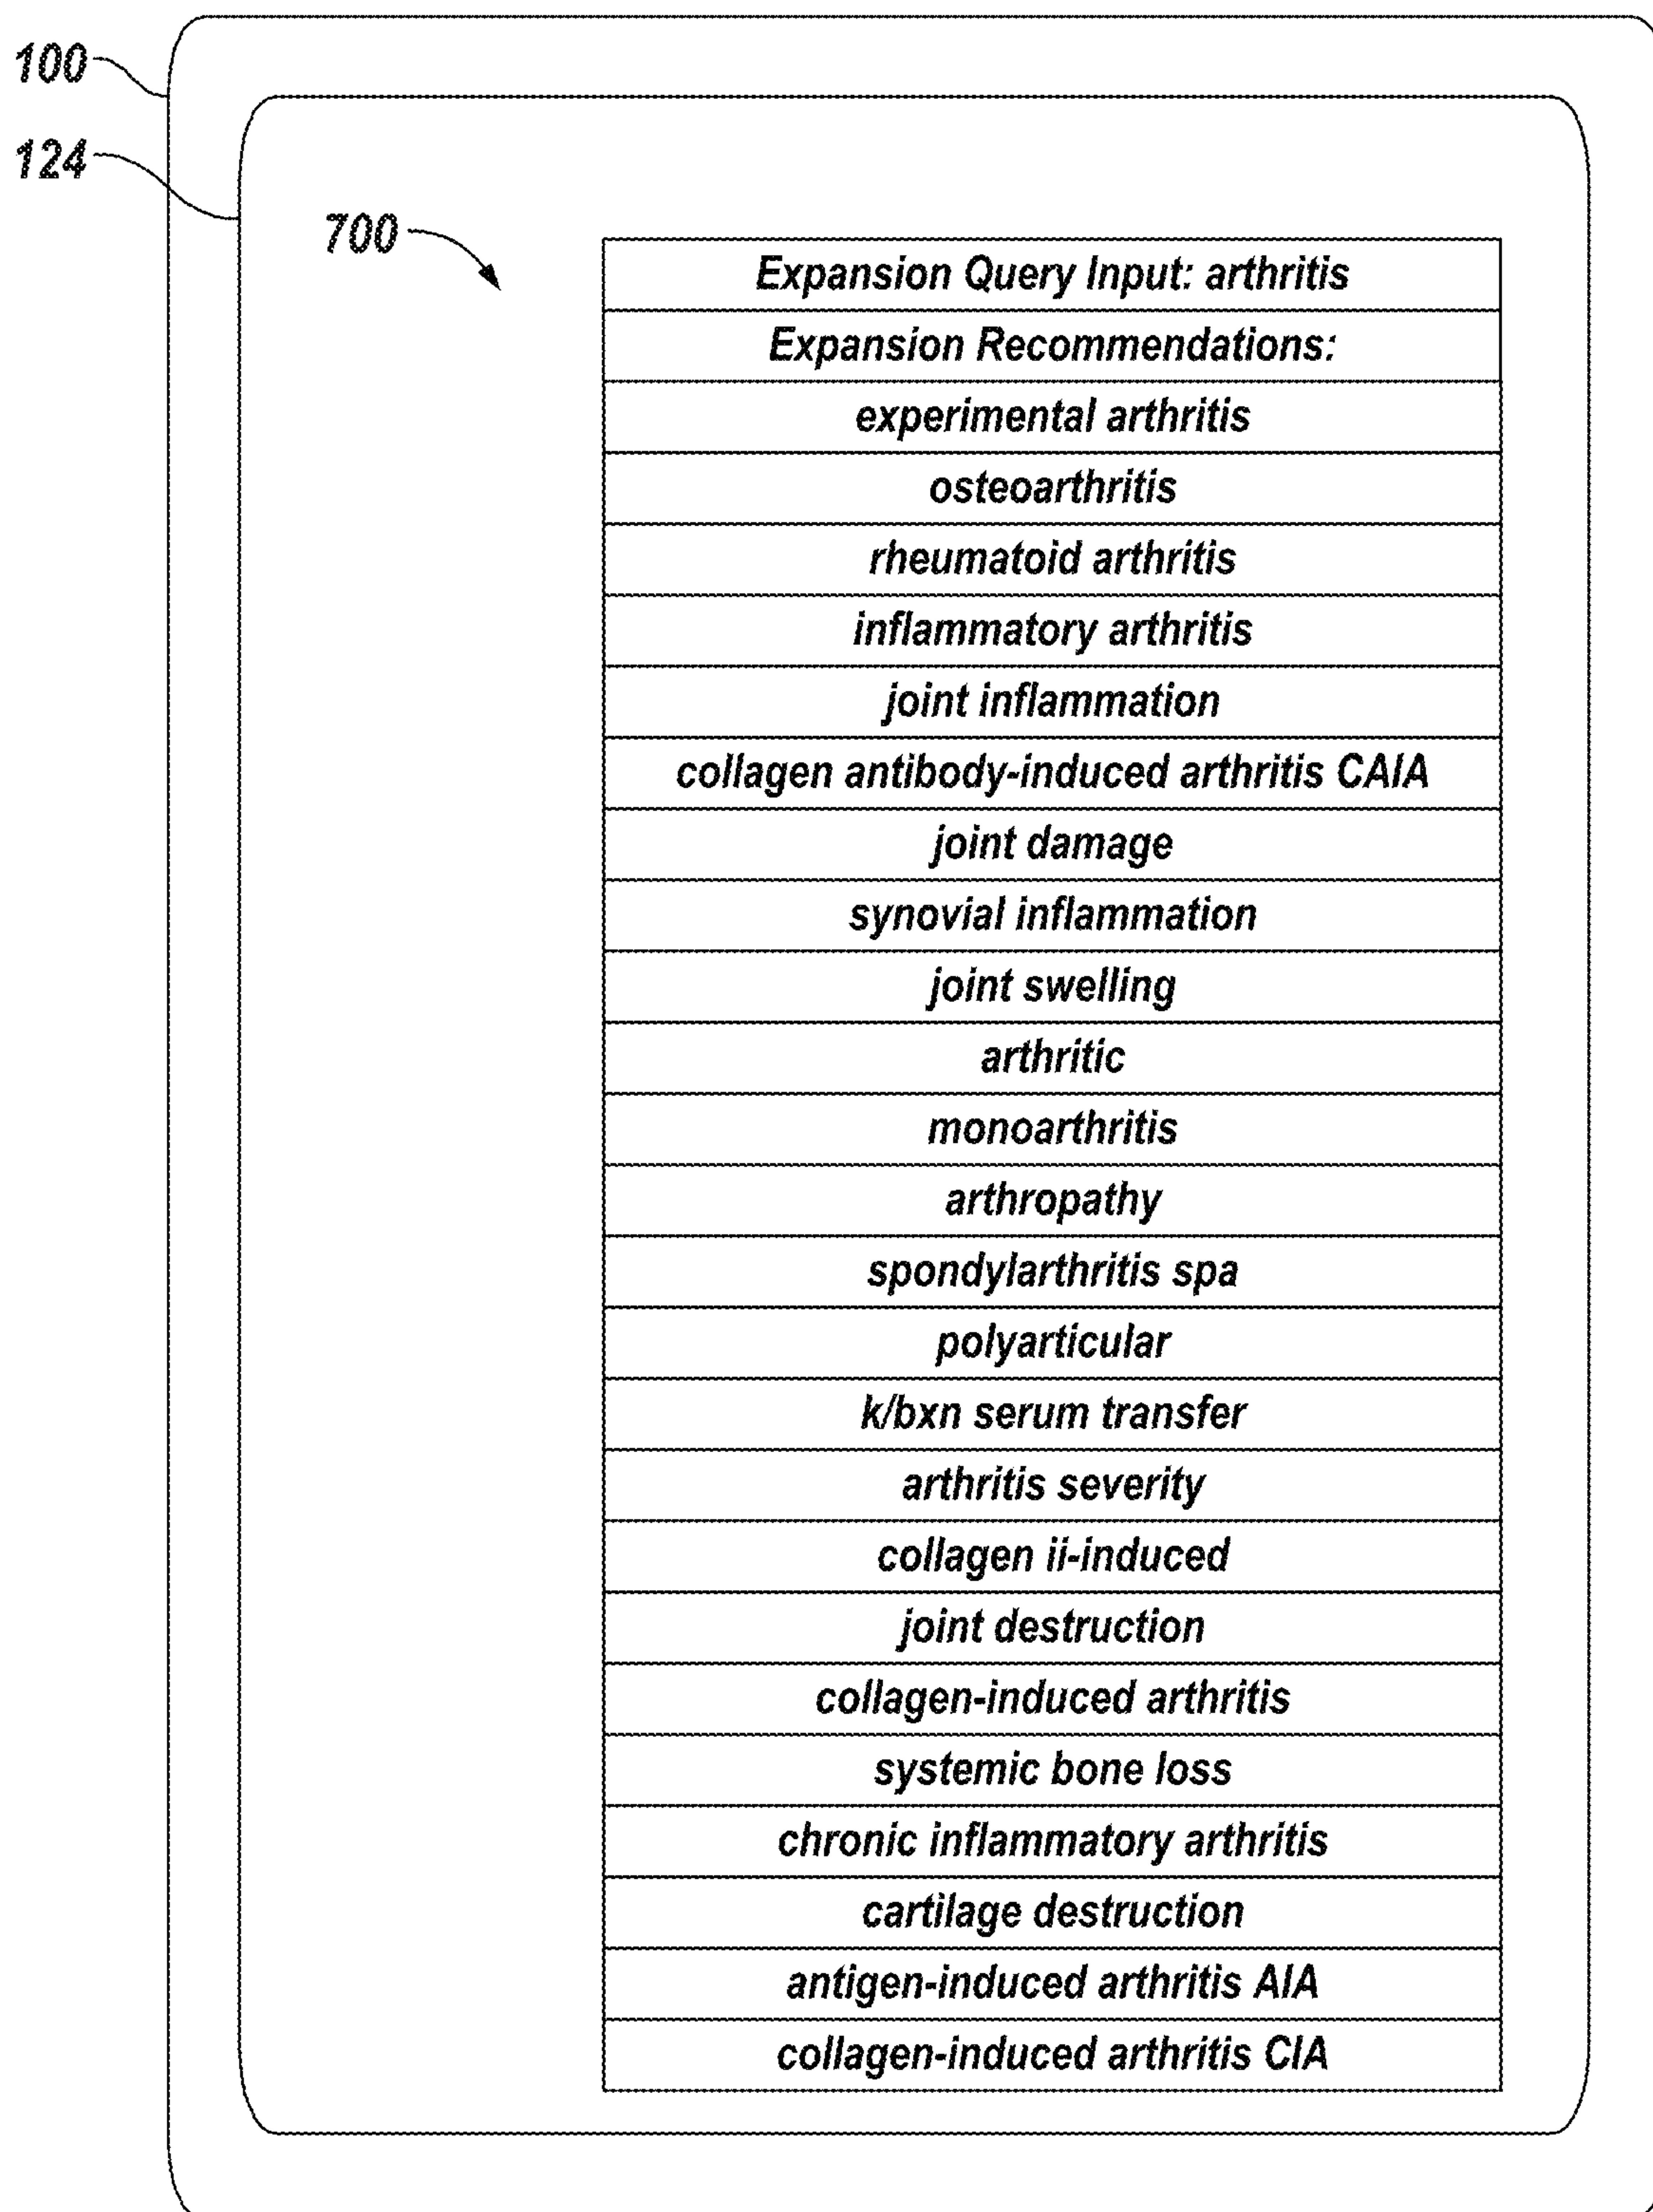 100
124
700
Expansion Query Input: arthritis
Expansion Recommendations:
experimental arthritis
osteoarthritis
rheumatoid arthritis
inflammatory arthritis
joint inflammation
collagen antibody-induced arthritis CAIA
joint damage
synovial inflammation
joint swelling
arthritic
monoarthritis
arthropathy
spondylarthritis spa
polyarticular
k/bxn serum transfer
arthritis severity
collagen ii-induced
joint destruction
collagen-induced arthritis
systemic bone loss
chronic inflammatory arthritis
cartilage destruction
antigen-induced arthritis AIA
collagen-induced arthritis CIA